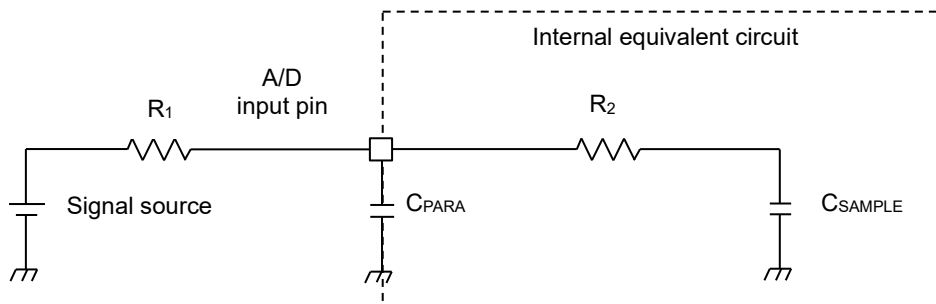 Internal equivalent circuit
A/D
input pin
R1
R2
Signal source
CPARA
CSAMPLE